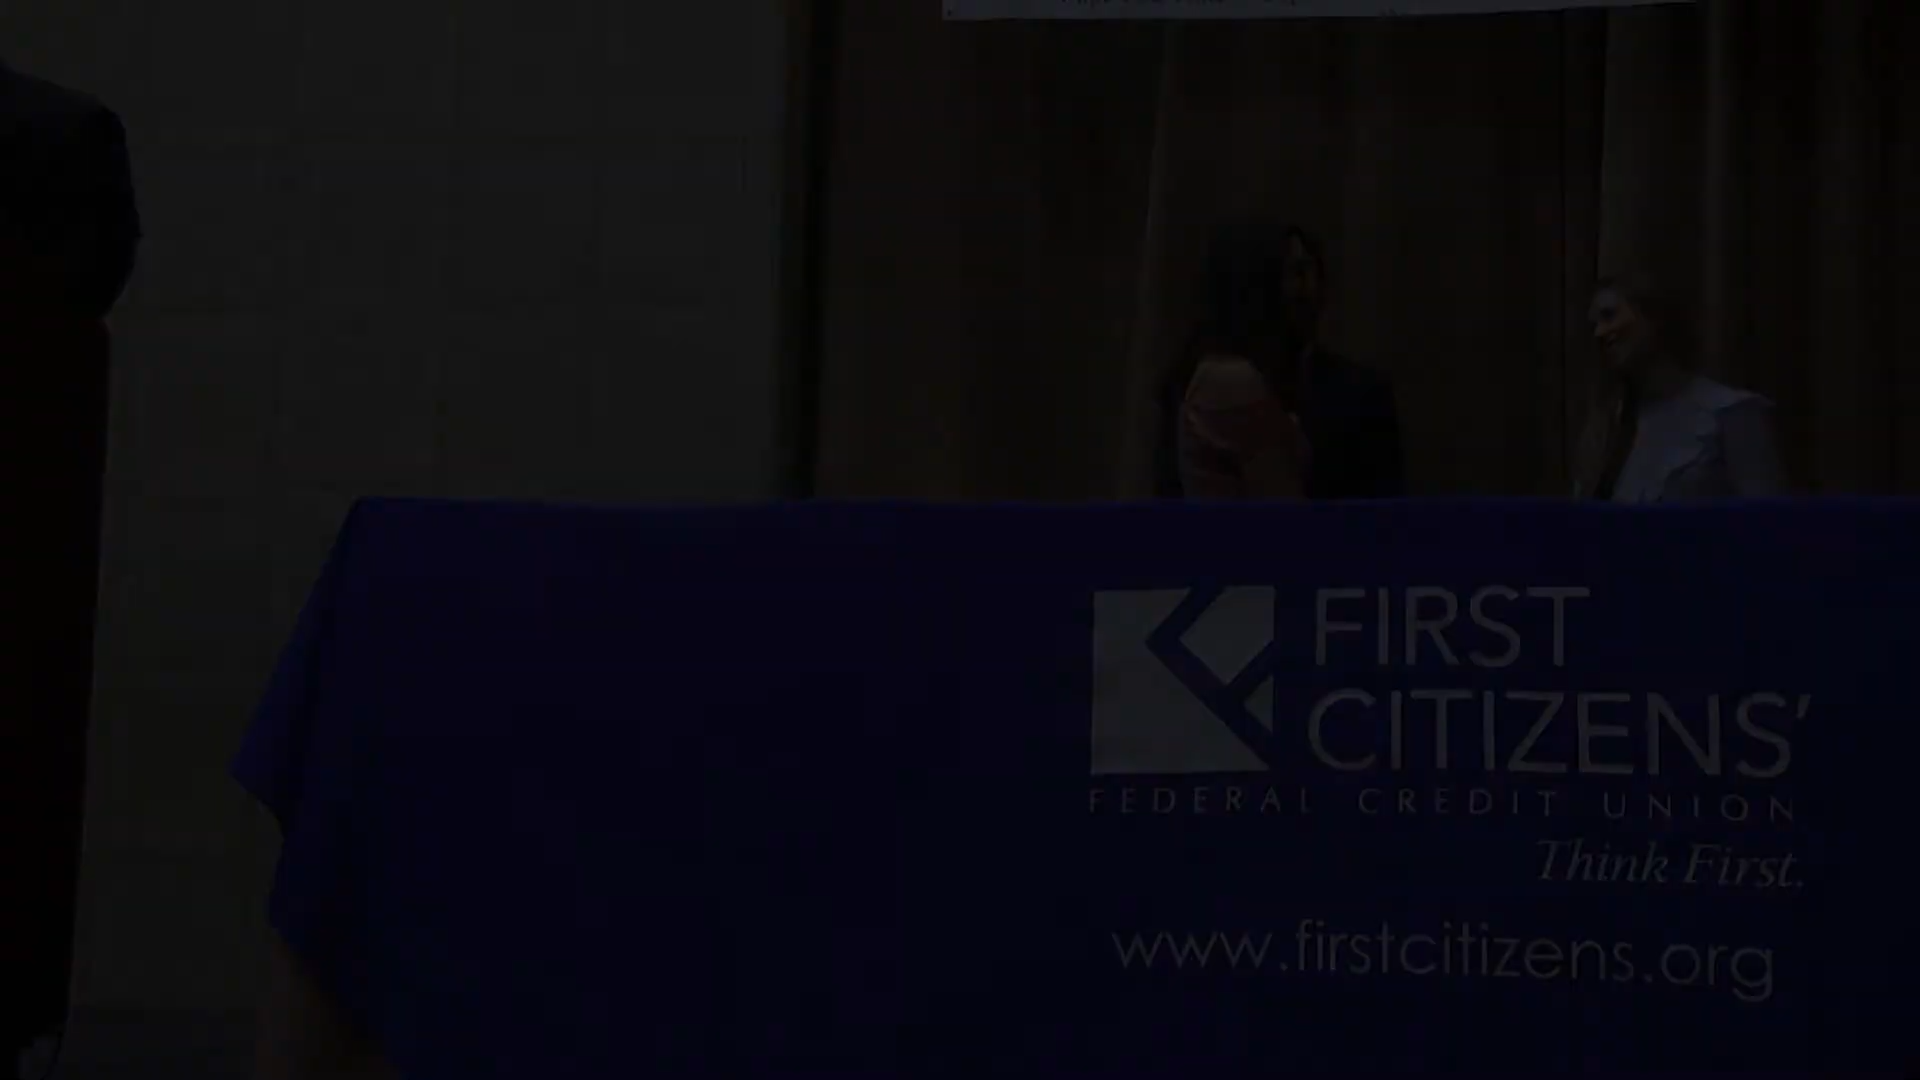 FIRST
CITIZENS'
FEDERAL CREDIT UNION
Think First.
www.firstcitizens.org